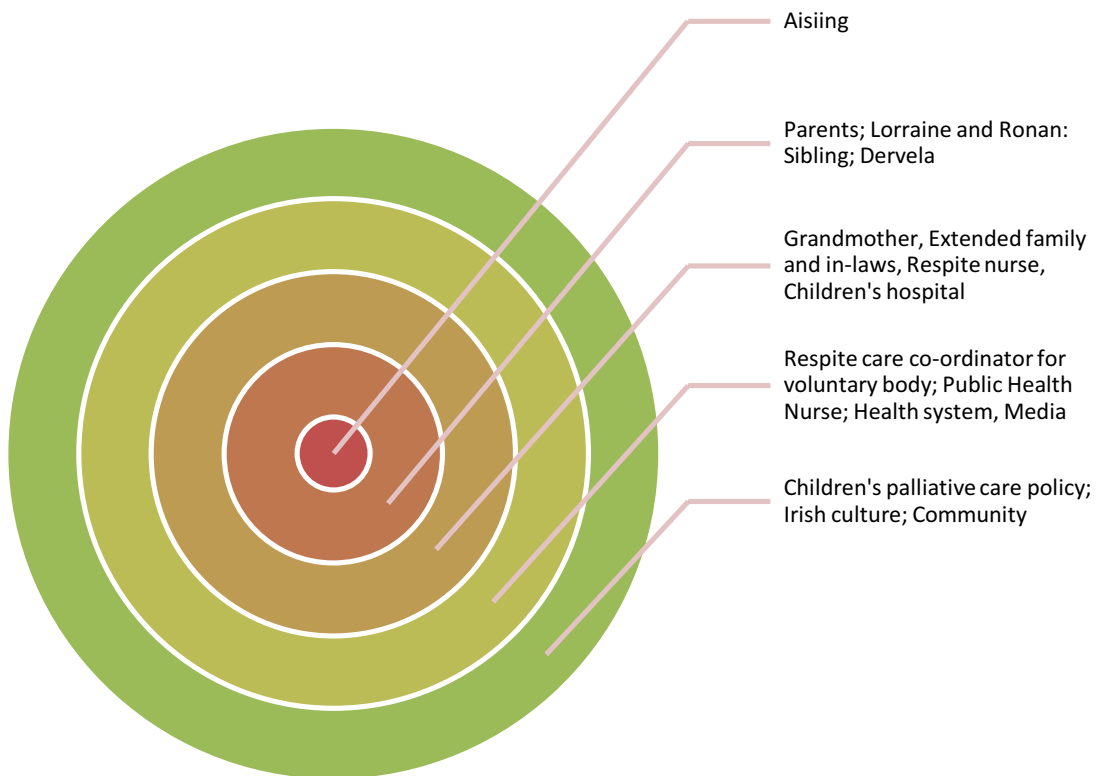 Aisiing
Parents; Lorraine and Ronan:
Sibling; Dervela
Grandmother, Extended family
and in-laws, Respite nurse,
Children's hospital
Respite care co-ordinator for
voluntary body; Public Health
Nurse; Health system, Media
Children's palliative care policy;
Irish culture; Community